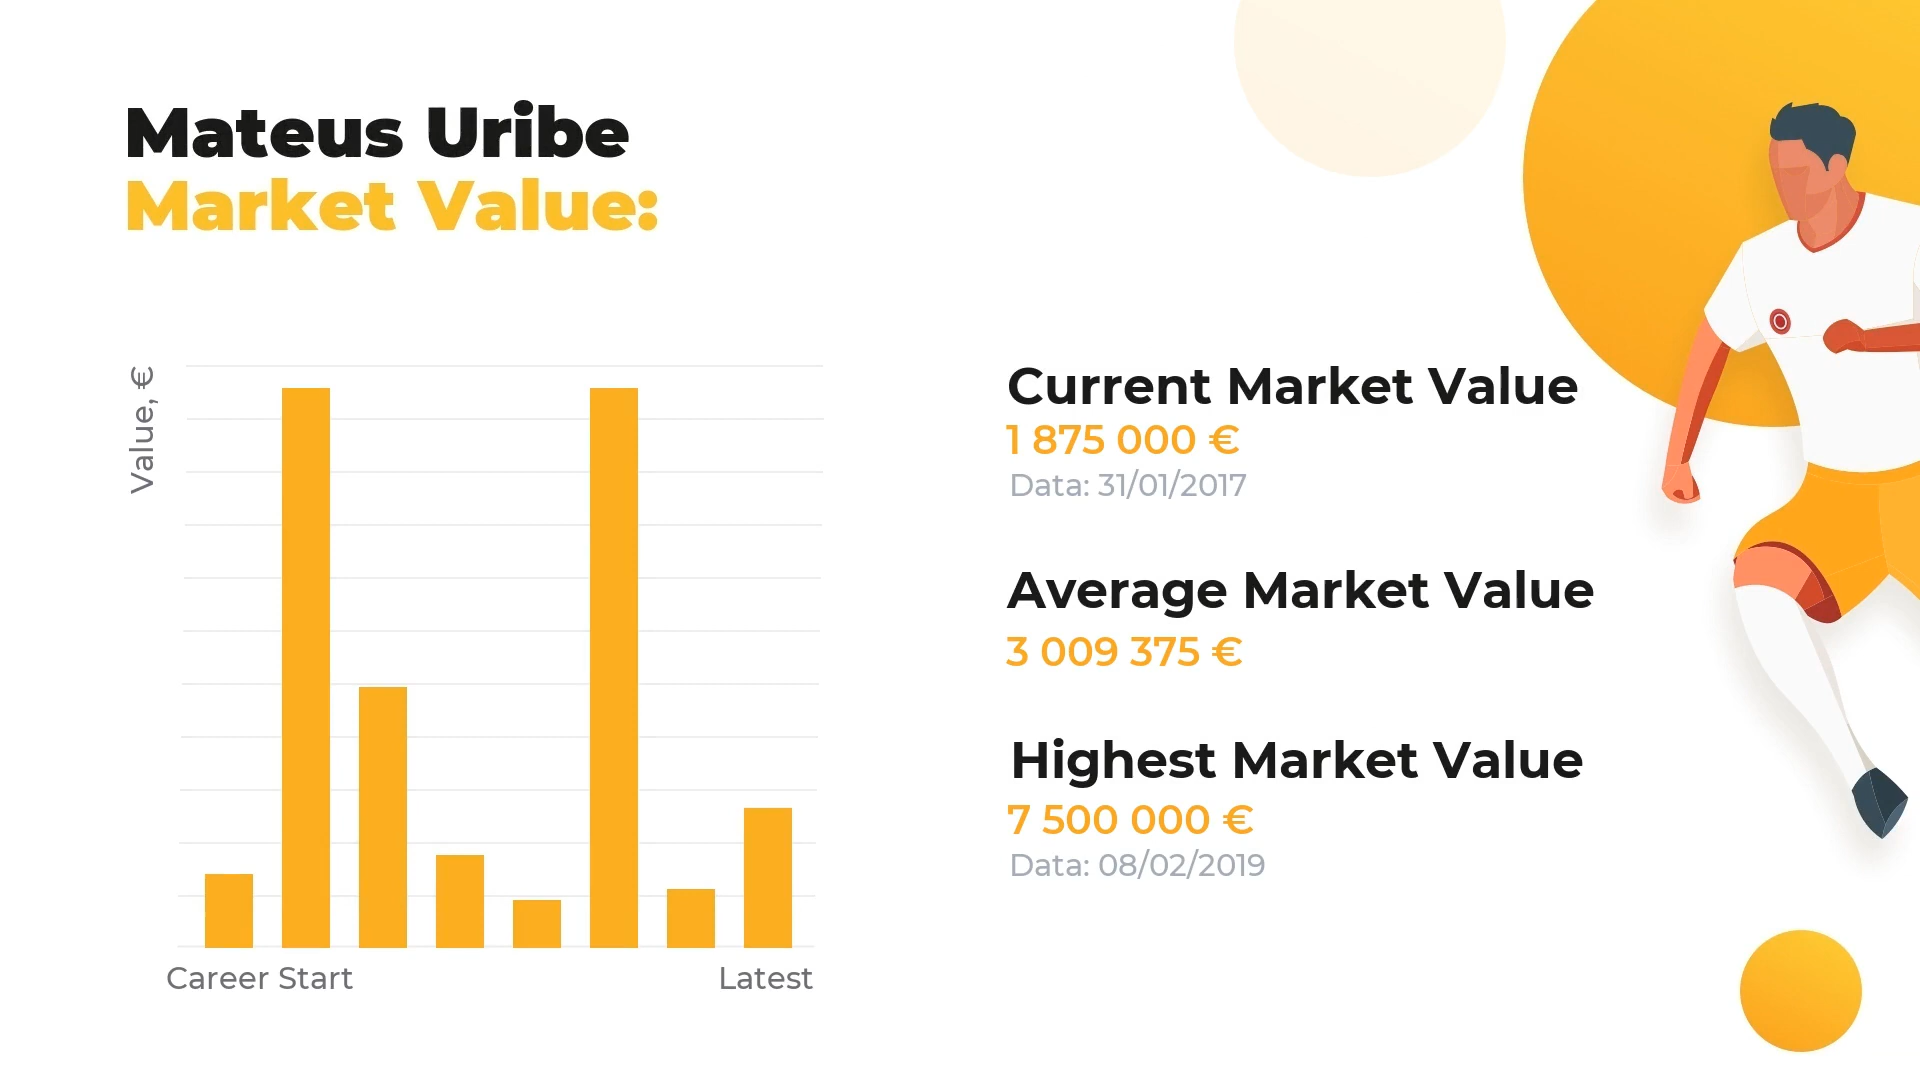 Mateus Uribe
Market Value:
Value, €
Career Start
Latest
Current Market Value
1 875 000 €
Data: 31/01/2017
Average Market Value
3 009 375 €
Highest Market Value
7 500 000 €
Data: 08/02/2019